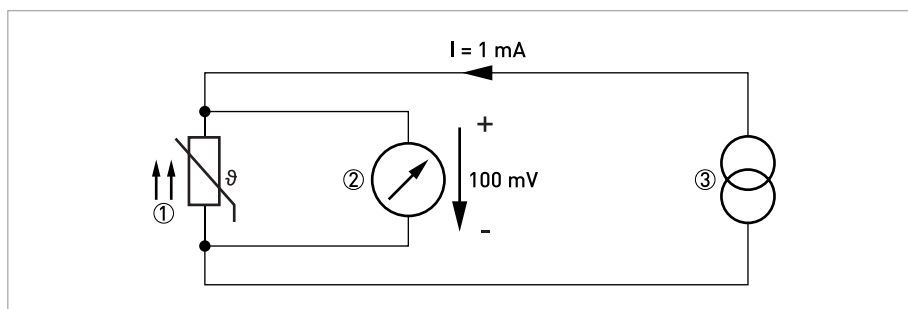 I = 1 mA
+
ϑ
②
100 mV
③
①
-